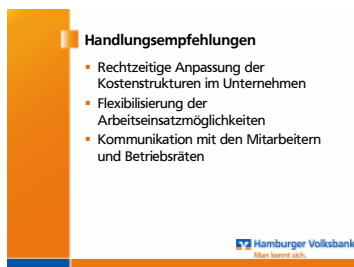 Handlungsempfehlungen
▪ Rechtzeitige Anpassung der
Kostenstrukturen im Unternehmen
▪ Flexibilisierung der
Arbeitseinsatzmöglichkeiten
▪ Kommunikation mit den Mitarbeitern
und Betriebsräten
Hamburger Volksbank
Man kennt sich.